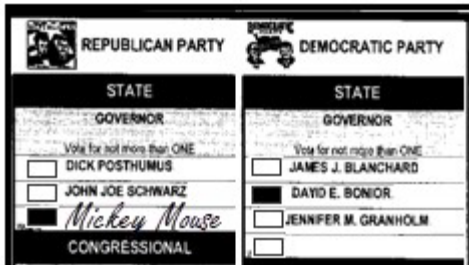 REPUBLICAN PARTY
STATE
GOVERNOR
Vote for not more than ONE
DICK POSTHUMUS
JOHN JOE SCHWARZ
Mickey Mouse
CONGRESSIONAL
DEMOCRATIC PARTY
STATE
GOVERNOR
Vote for not more than ONE
JAMES J. BLANCHARD
DAVID E. BONIOR
JENNIFER M. GRANHOLM